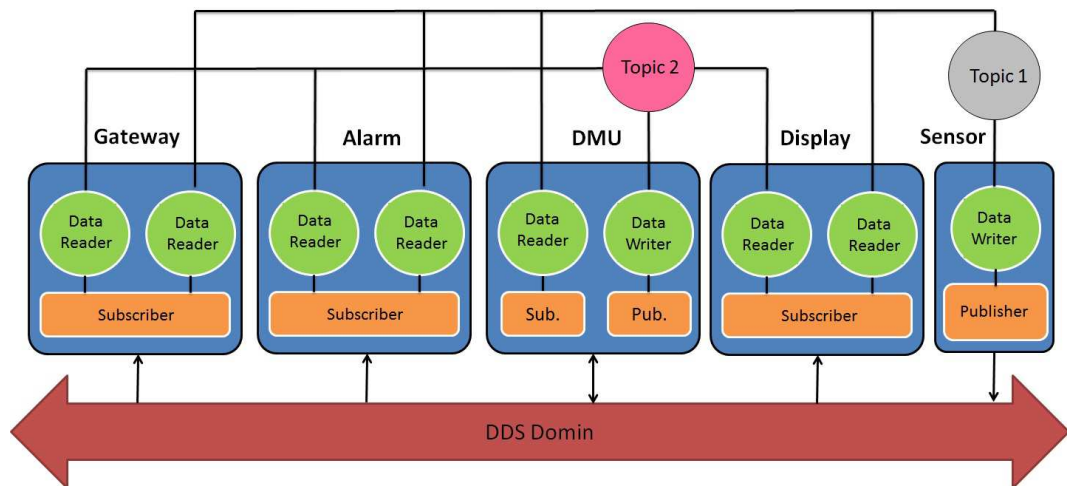 Topic 2
Topic 1
Gateway
Alarm
DMU
Display
Sensor
Data
Reader
Data
Reader
Data
Reader
Data
Reader
Data
Reader
Data
Writer
Data
Reader
Data
Reader
Data
Writer
Subscriber
Subscriber
Sub.
Pub.
Subscriber
Publisher
DDS Domin